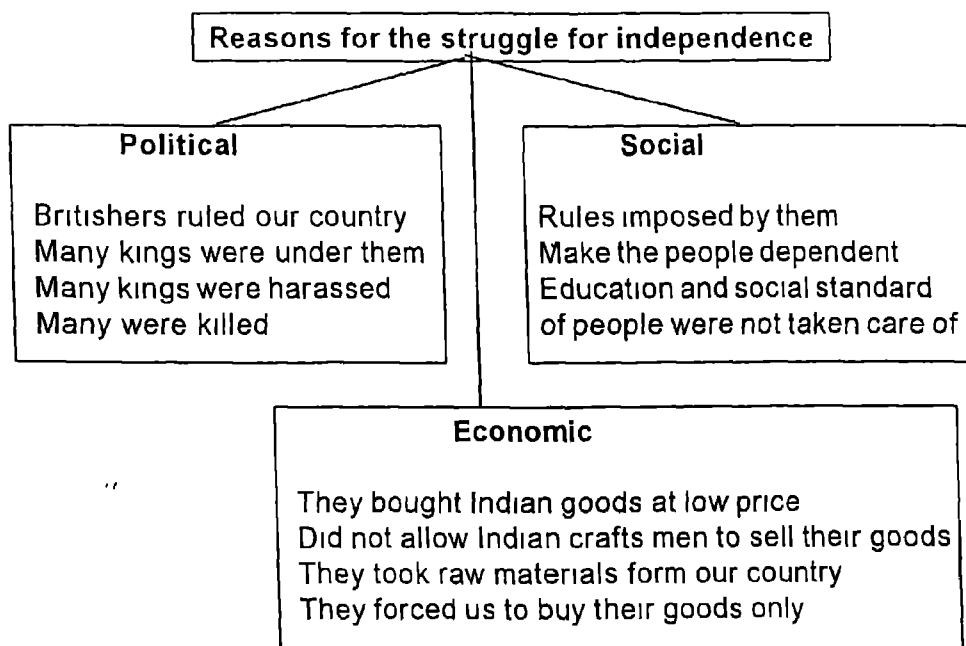 Reasons for the struggle for independence
Political
Britishers ruled our country
Many kings were under them
Many kings were harassed
Many were killed
Social
Rules imposed by them
Make the people dependent
Education and social standard
of people were not taken care of
Economic
They bought Indian goods at low price
Did not allow Indian crafts men to sell their goods
They took raw materials form our country
They forced us to buy their goods only